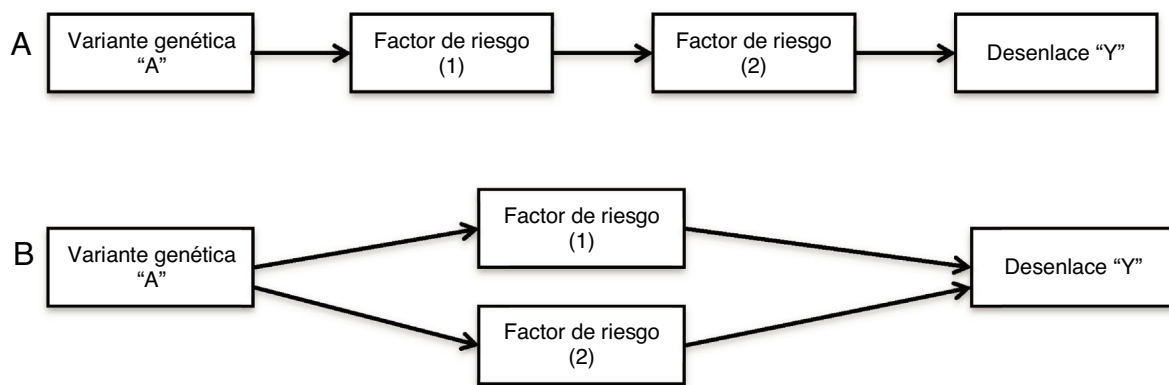 A
Variante genética
“A”
Factor de riesgo
(1)
Factor de riesgo
(2)
Desenlace “Y”
B
Variante genética
“A”
Factor de riesgo
(1)
Factor de riesgo
(2)
Desenlace “Y”